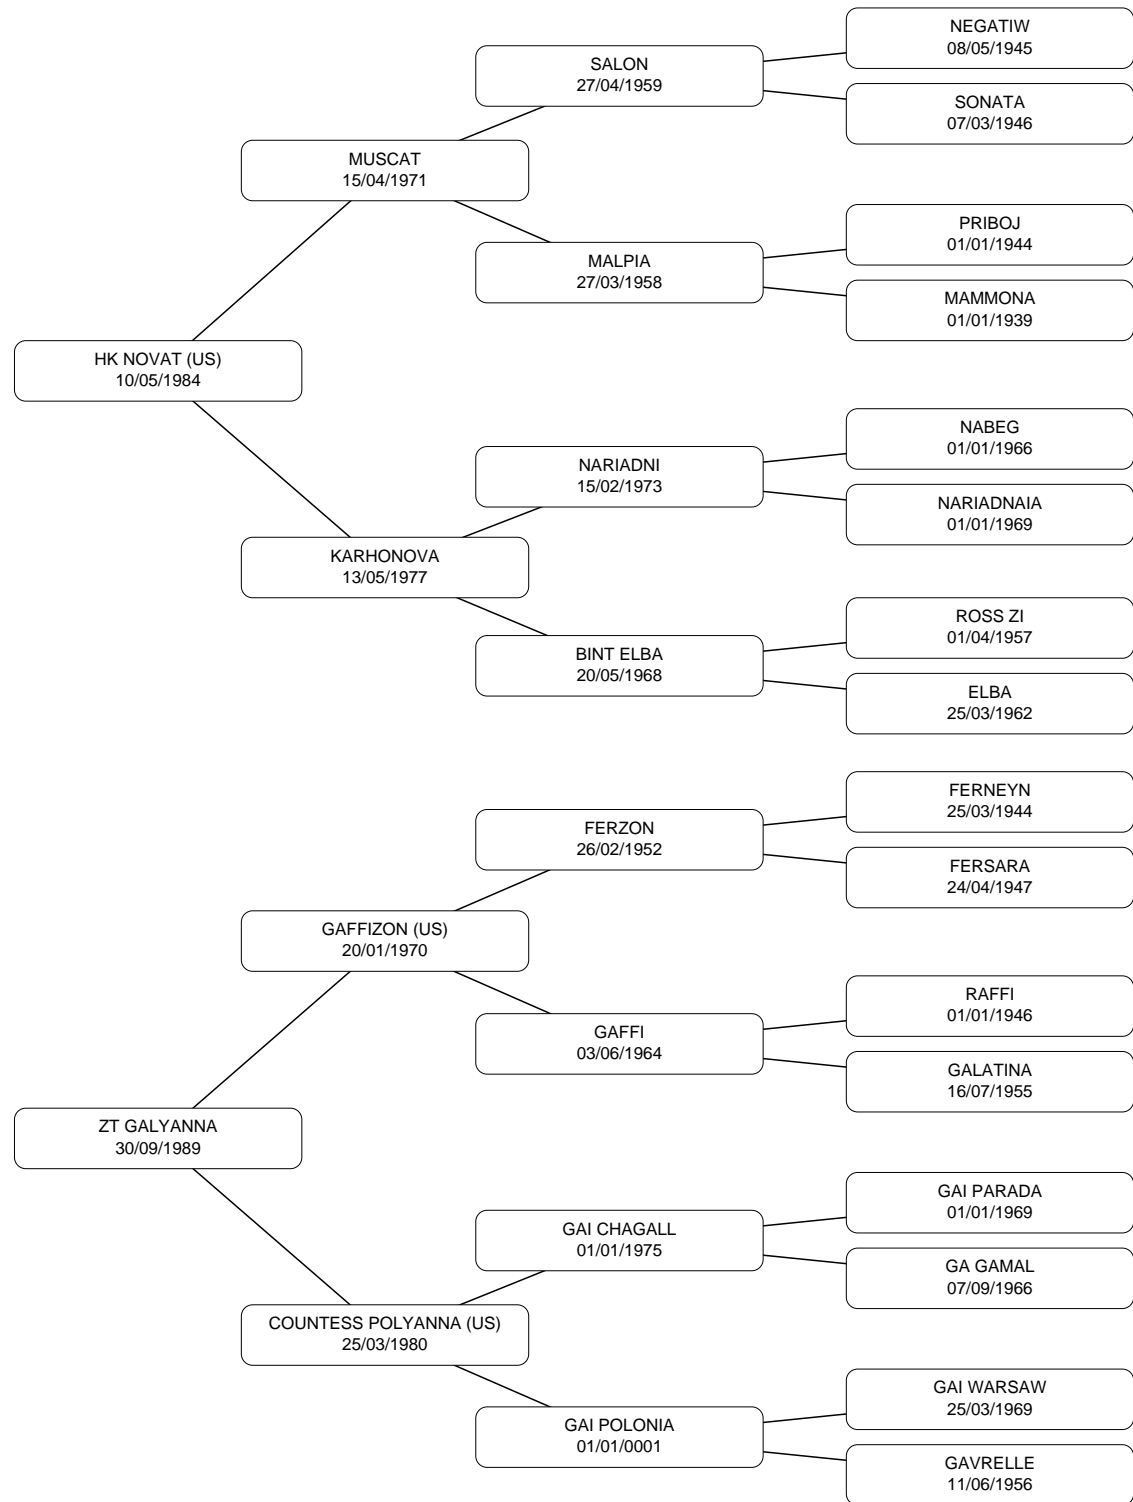 NEGATIW
08/05/1945
SALON
27/04/1959
SONATA
07/03/1946
MUSCAT
15/04/1971
PRIBOJ
01/01/1944
MALPIA
27/03/1958
MAMMONA
01/01/1939
HK NOVAT (US)
10/05/1984
NABEG
01/01/1966
NARIADNI
15/02/1973
NARIADNAIA
01/01/1969
KARHONOVA
13/05/1977
ROSS ZI
01/04/1957
BINT ELBA
20/05/1968
ELBA
25/03/1962
FERNEYN
25/03/1944
FERZON
26/02/1952
FERSARA
24/04/1947
GAFFIZON (US)
20/01/1970
RAFFI
01/01/1946
GAFFI
03/06/1964
GALATINA
16/07/1955
ZT GALYANNA
30/09/1989
GAI PARADA
01/01/1969
GAI CHAGALL
01/01/1975
GA GAMAL
07/09/1966
COUNTESS POLYANNA (US)
25/03/1980
GAI WARSAW
25/03/1969
GAI POLONIA
01/01/0001
GAVRELLE
11/06/1956